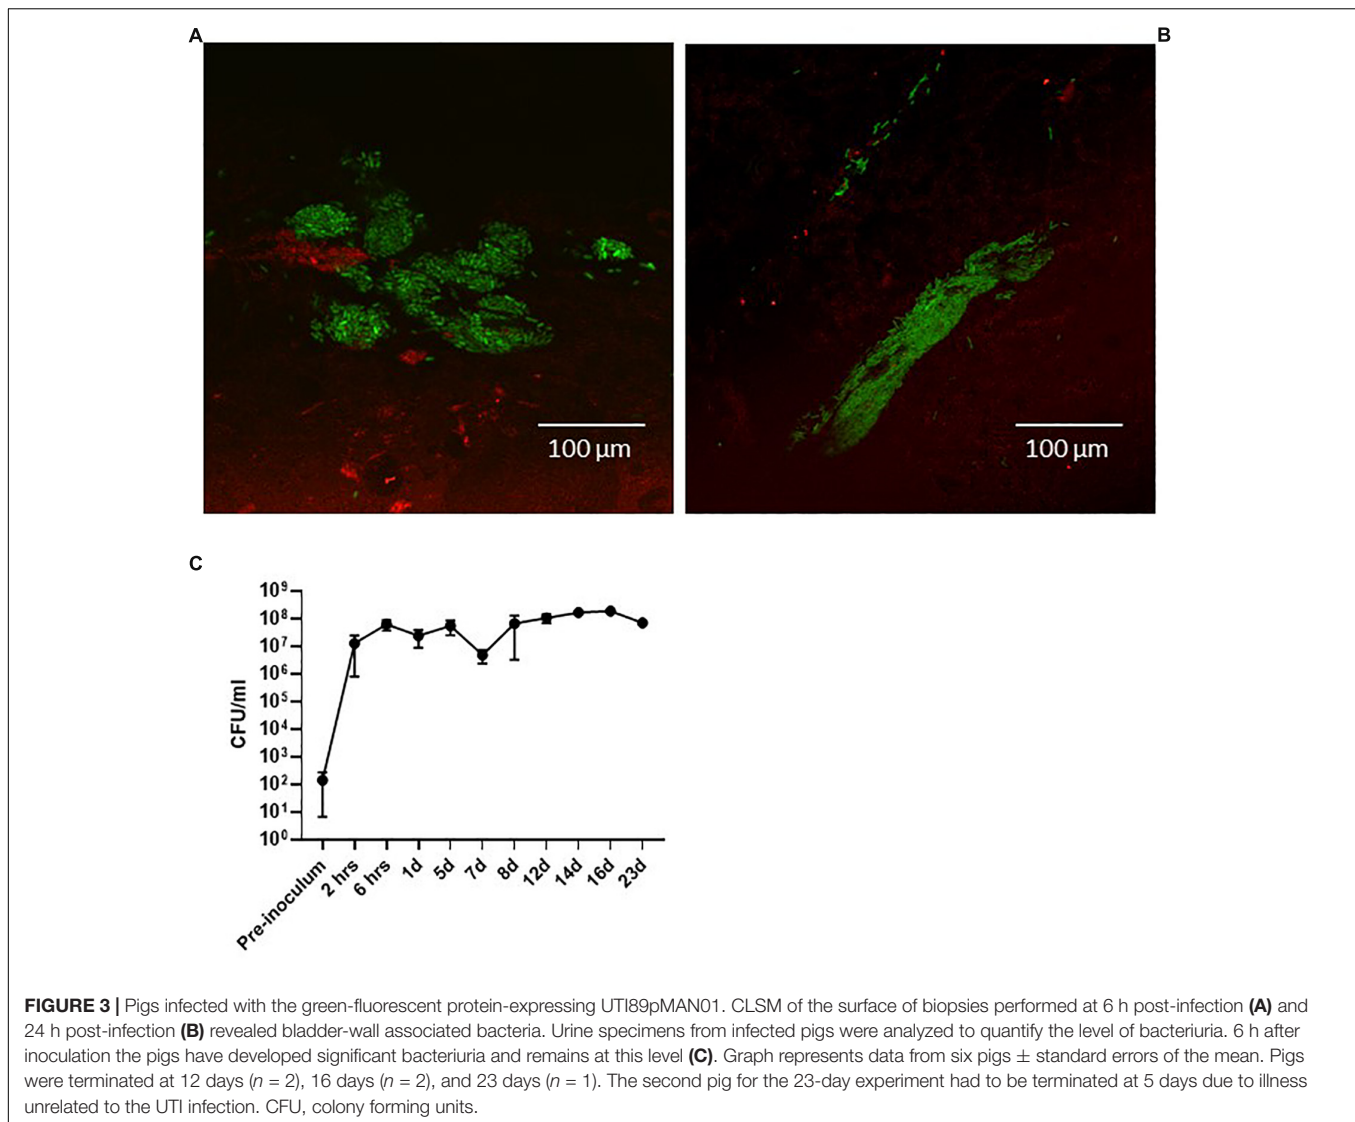 A
B
100 µm
100 µm
C
10⁹
10⁸
10⁷
10⁶
10⁵
10⁴
10³
10²
10¹
10⁰
CFU/ml
Pre-inoculum
2 hrs
6 hrs
1d
5d
7d
8d
12d
14d
16d
23d
FIGURE 3 | Pigs infected with the green-fluorescent protein-expressing UTI89pMAN01. CLSM of the surface of biopsies performed at 6 h post-infection (A) and
24 h post-infection (B) revealed bladder-wall associated bacteria. Urine specimens from infected pigs were analyzed to quantify the level of bacteriuria. 6 h after
inoculation the pigs have developed significant bacteriuria and remains at this level (C). Graph represents data from six pigs ± standard errors of the mean. Pigs
were terminated at 12 days (n = 2), 16 days (n = 2), and 23 days (n = 1). The second pig for the 23-day experiment had to be terminated at 5 days due to illness
unrelated to the UTI infection. CFU, colony forming units.